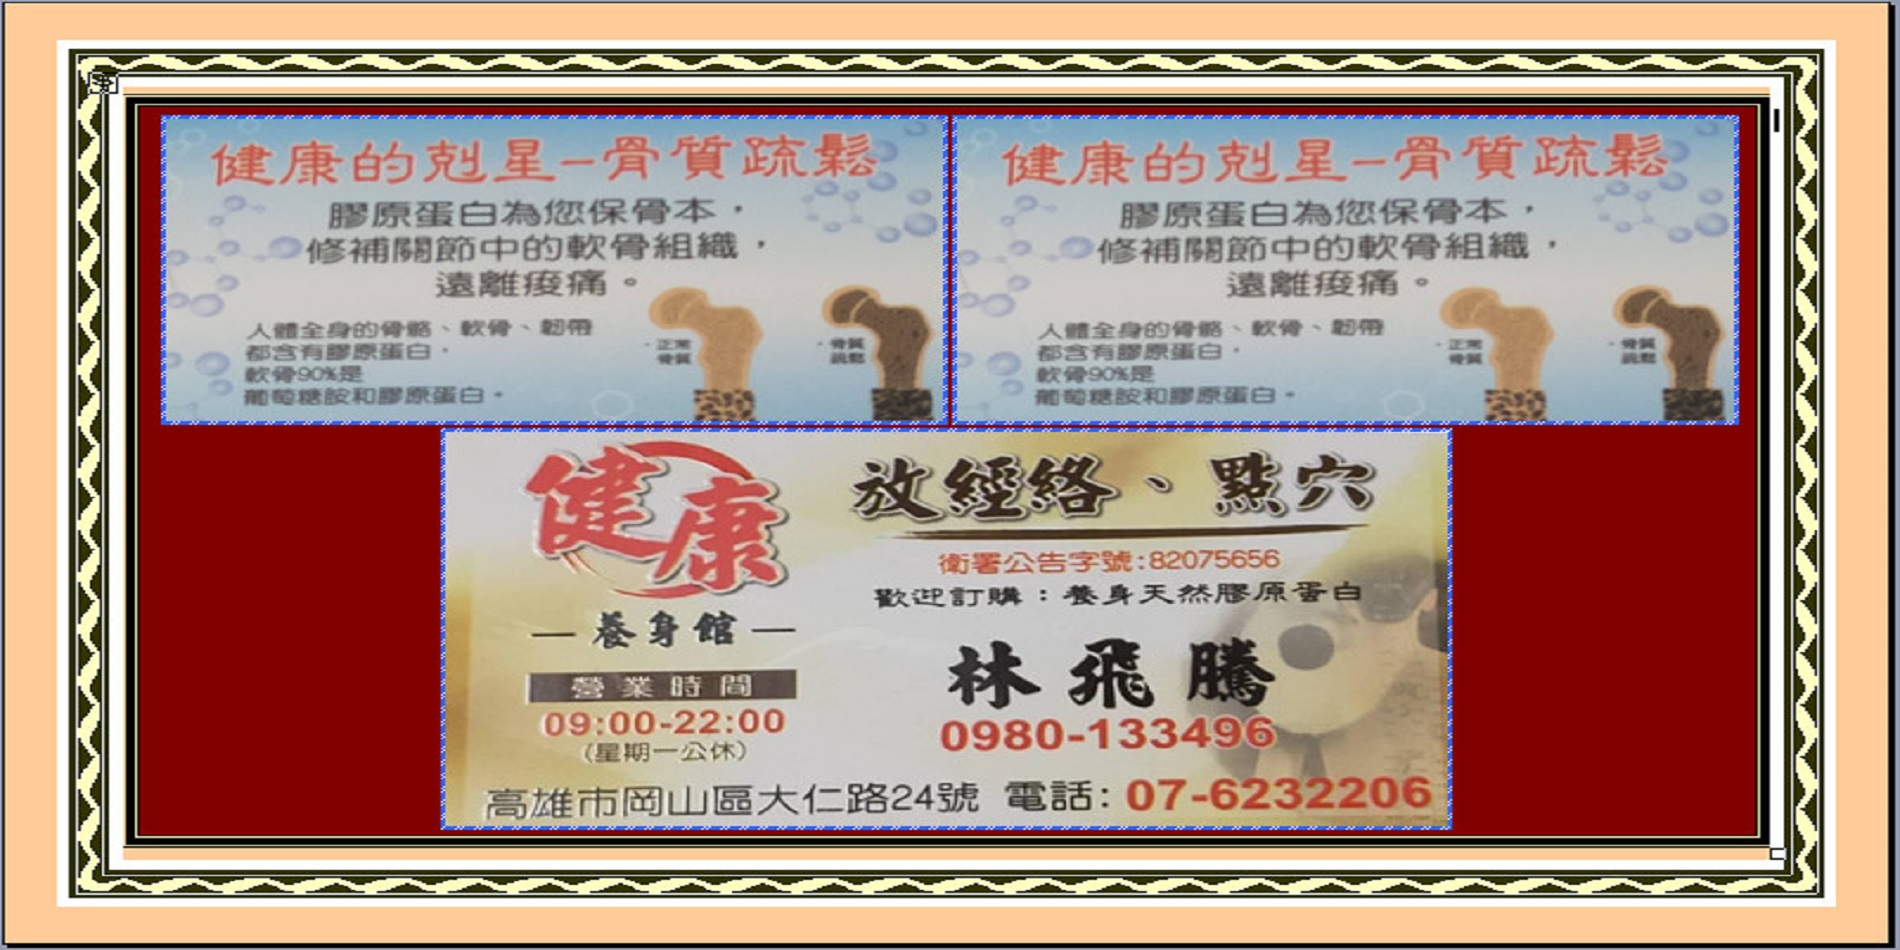 健康的剋星-骨質疏鬆
膠原蛋白為您保骨本，
修補關節中的軟骨組織，
遠離痠痛。
人體全身的骨骼、軟骨、韌帶
都含有膠原蛋白，
軟骨90%是
葡萄糖胺和膠原蛋白。
·正常
骨質
·骨質
疏鬆
健康的剋星-骨質疏鬆
膠原蛋白為您保骨本，
修補關節中的軟骨組織，
遠離痠痛。
人體全身的骨骼、軟骨、韌帶
都含有膠原蛋白，
軟骨90%是
葡萄糖胺和膠原蛋白。
·正常
骨質
·骨質
疏鬆
健康
—養身館—
營業時間
09:00-22:00
(星期一公休)
放經絡、點穴
衛署公告字號:82075656
歡迎訂購：養身天然膠原蛋白
林飛騰
0980-133496
高雄市岡山區大仁路24號 電話: 07-6232206